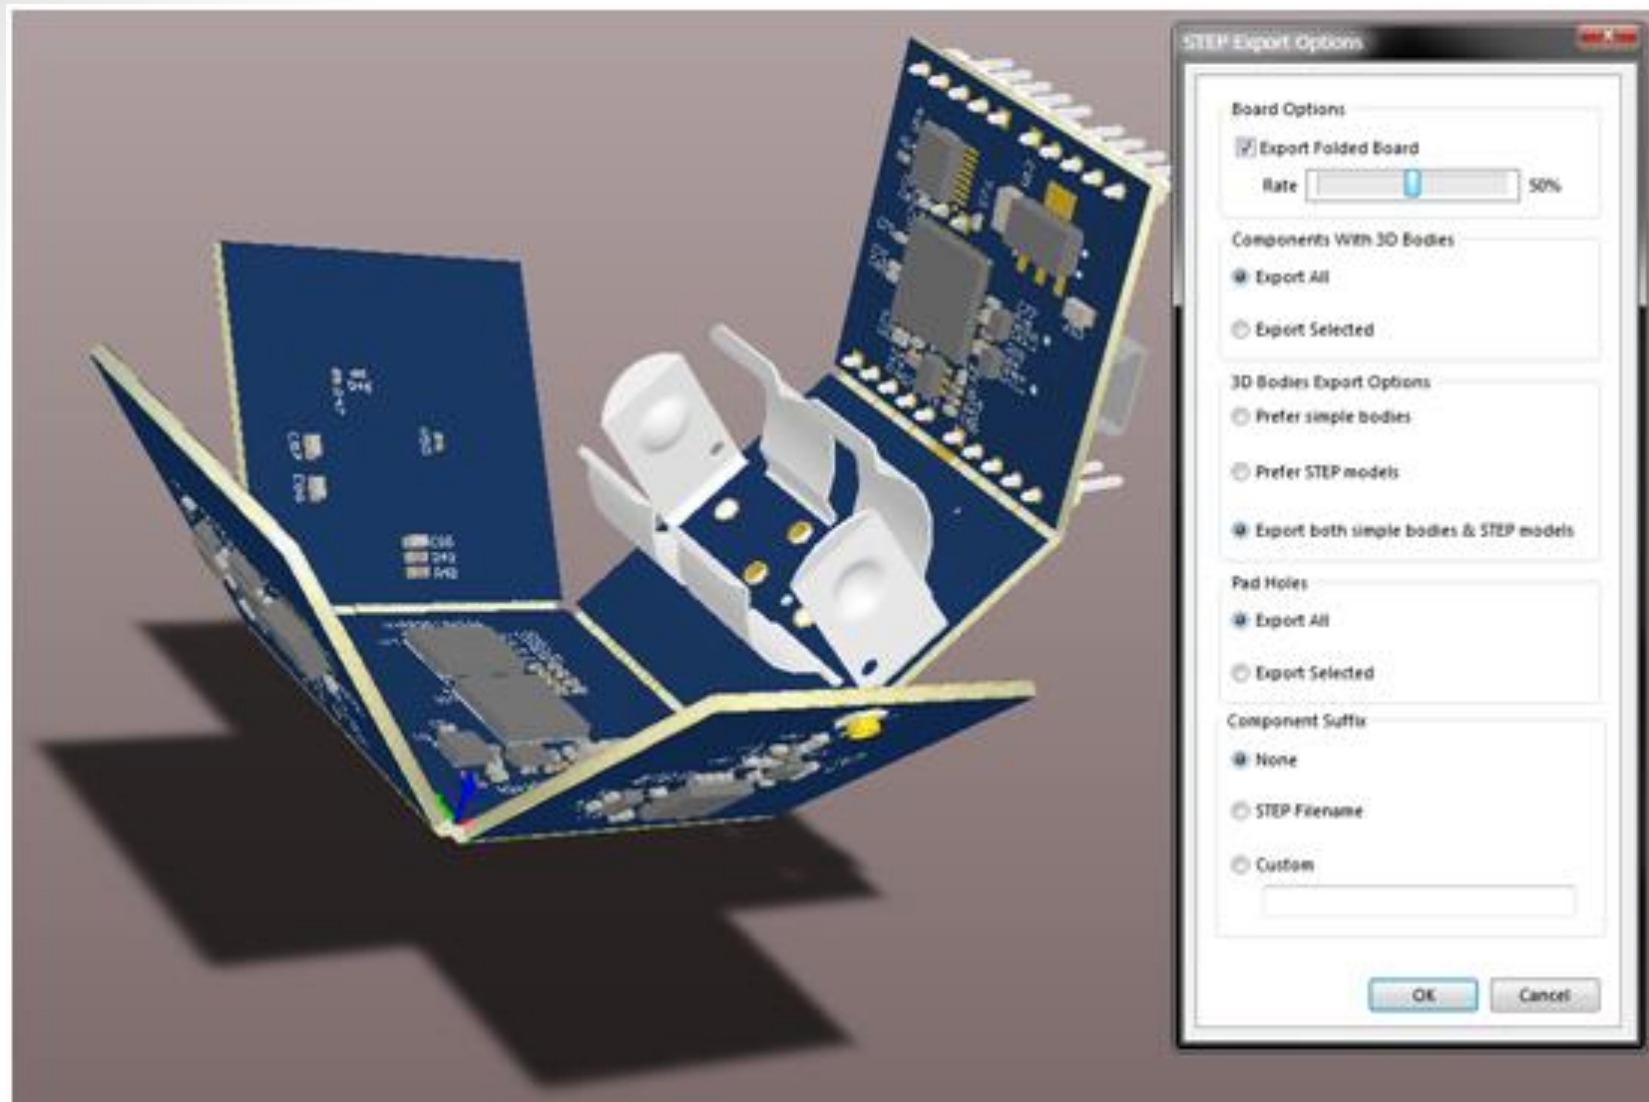 STEP Export Options
Board Options
Export Folded Board
Rate
50%
Components With 3D Bodies
Export All
Export Selected
3D Bodies Export Options
Prefer simple bodies
Prefer STEP models
Export both simple bodies & STEP models
Pad Holes
Export All
Export Selected
Component Suffix
None
STEP Filename
Custom
OK
Cancel